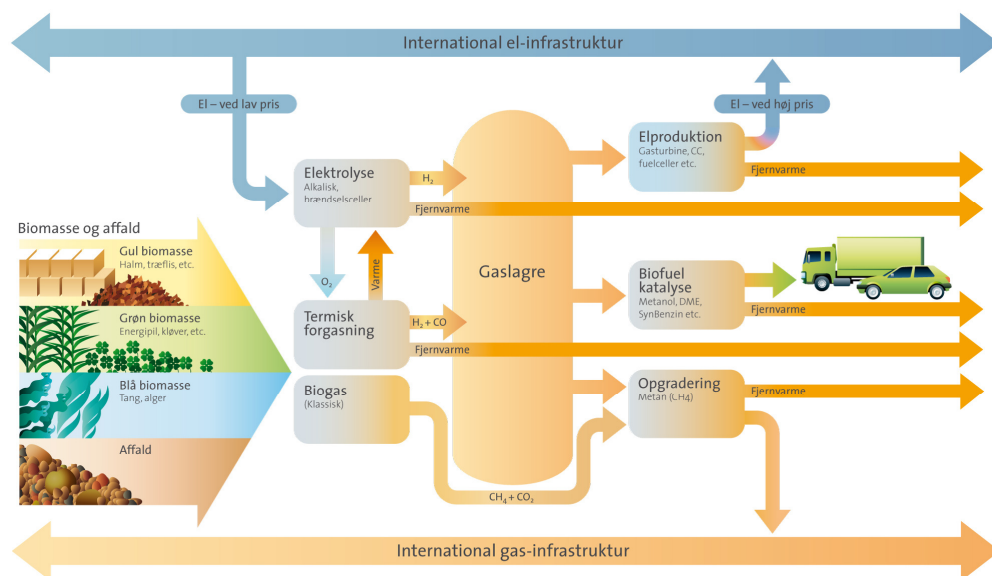 International el-infrastruktur
El – ved lav pris
El – ved høj pris
Elektrolyse
Alkalisk,
brændselsceller
H₂
Fjernvarme
Elproduktion
Gasturbine, CC,
fuelceller etc.
Fjernvarme
Biomasse og affald
Gul biomasse
Halm, træflis, etc.
Grøn biomasse
Energipil, kløver, etc.
Blå biomasse
Tang, alger
Affald
O₂
Varme
Gaslagre
Termisk
forgasning
H₂ + CO
Fjernvarme
Biofuel
katalyse
Metanol, DME,
SynBenzin etc.
Fjernvarme
Biogas
(Klassisk)
CH₄ + CO₂
Opgradering
Metan (CH4)
Fjernvarme
International gas-infrastruktur